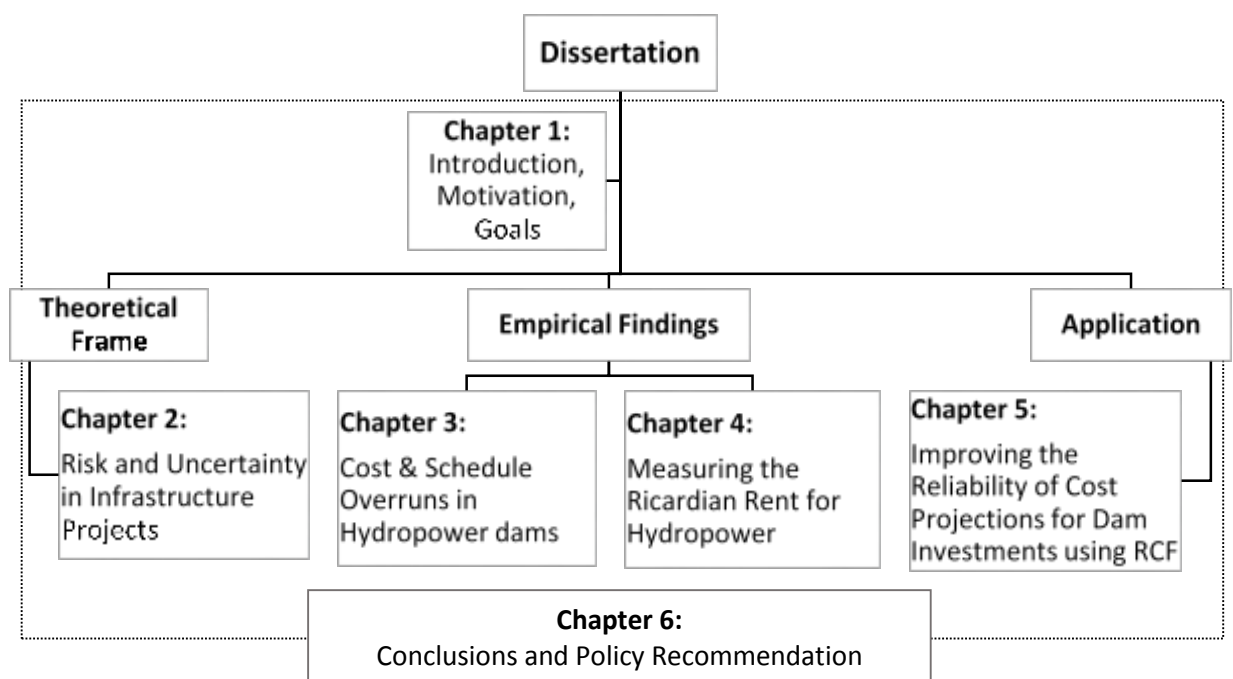 Dissertation
Chapter 1:
Introduction,
Motivation,
Goals
Theoretical
Frame
Empirical Findings
Application
Chapter 2:
Risk and Uncertainty
in Infrastructure
Projects
Chapter 3:
Cost & Schedule
Overruns in
Hydropower dams
Chapter 4:
Measuring the
Ricardian Rent for
Hydropower
Chapter 5:
Improving the
Reliability of Cost
Projections for Dam
Investments using RCF
Chapter 6:
Conclusions and Policy Recommendation